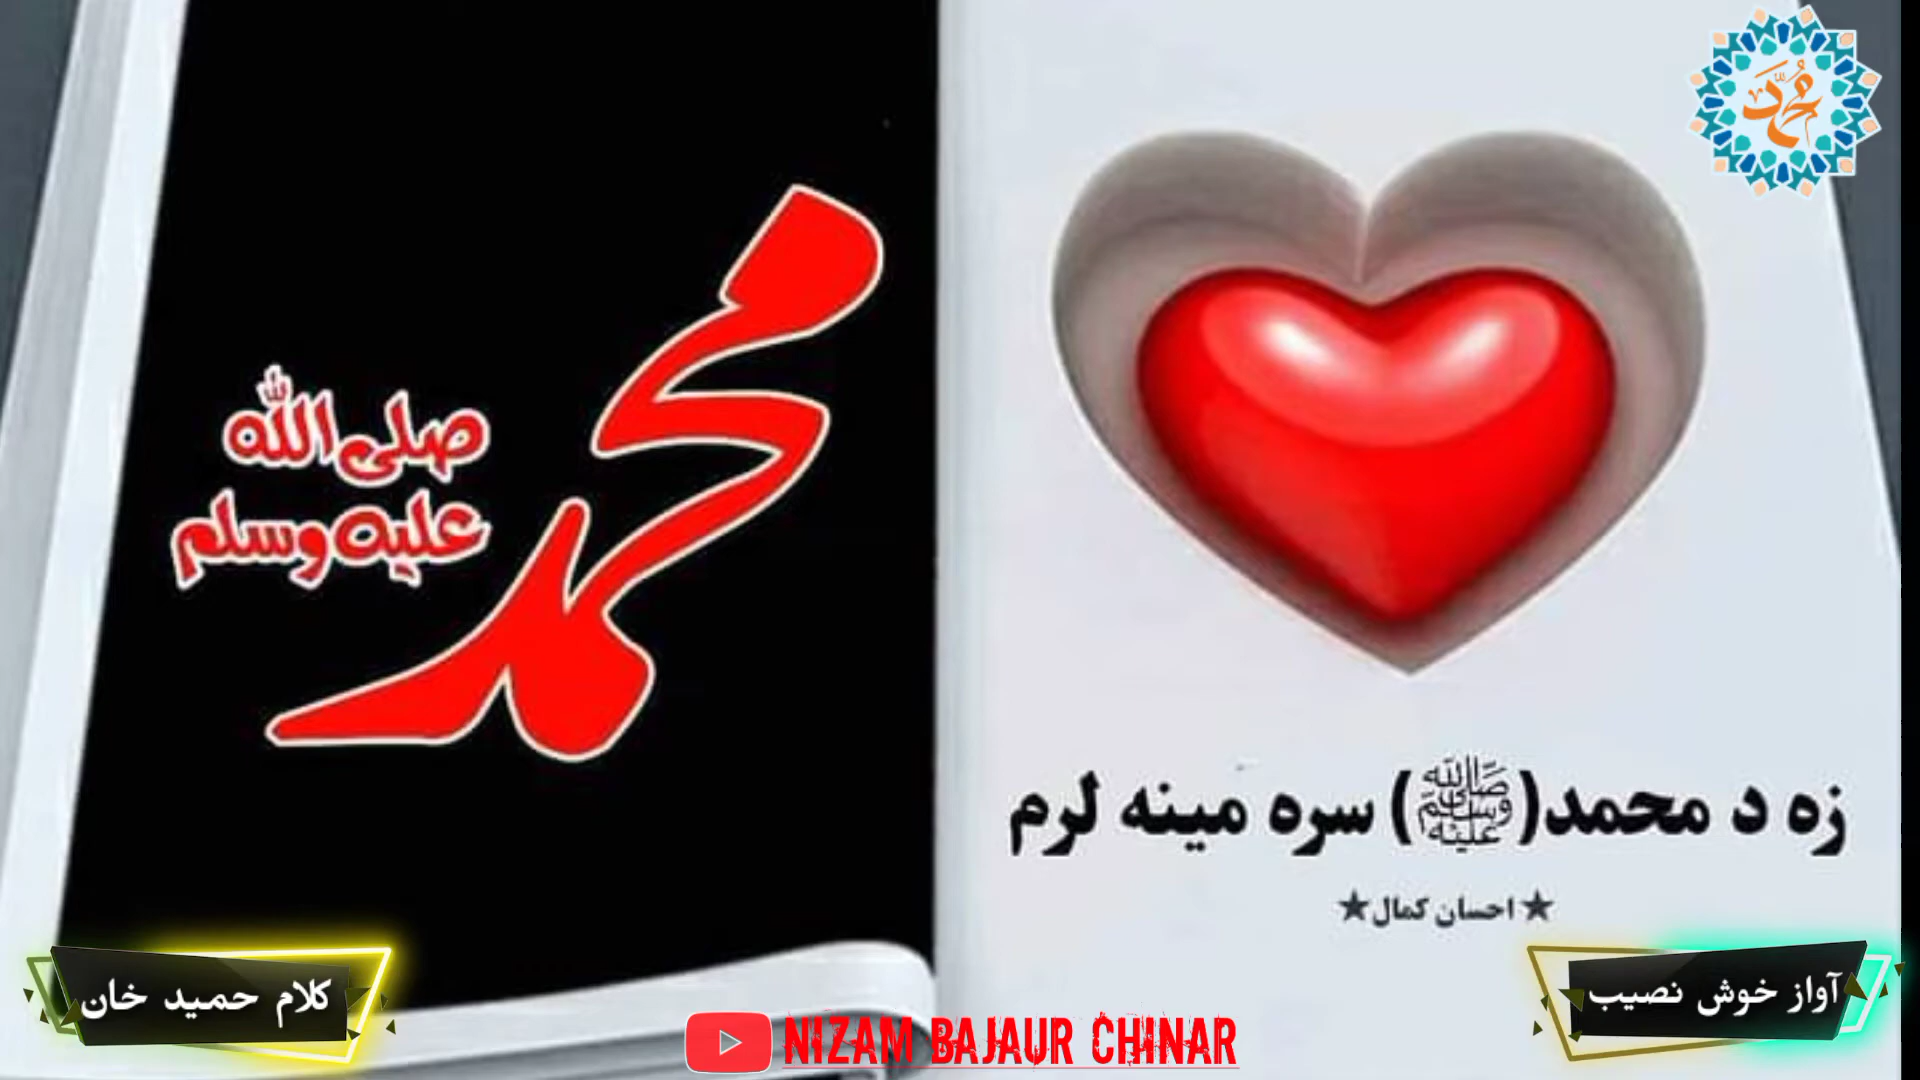 محمد
صلى الله
عليه وسلم
مُحَمَّد
زه د محمد(ﷺ) سره مينه لرم
★احسان کمال★
کلام حمید خان
آواز خوش نصیب
NIZAM BAJAUR CHINAR